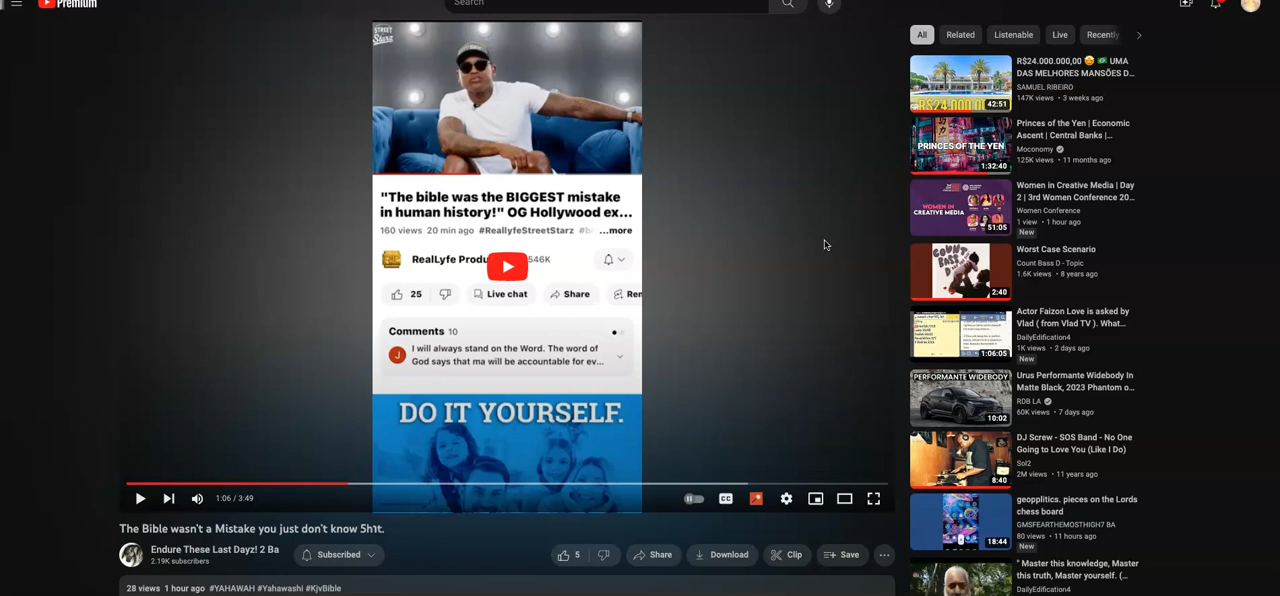 Premium
Search
STREET
Starz
"The bible was the BIGGEST mistake
in human history!" OG Hollywood ex...
160 views 20 min ago #ReallyfeStreetStarz ...more
RealLyfe Produ 546K
25 Live chat Share Ren
Comments 10
J I will always stand on the Word. The word of
God says that ma will be accountable for ev...
DO IT YOURSELF.
1:06 / 3:49
CC
The Bible wasn't a Mistake you just don't know 5h1t.
Endure These Last Dayz! 2 Ba
2.19K subscribers
Subscribed
5 Share Download Clip Save ...
28 views 1 hour ago #YAHAWAH #Yahawashi #KjvBible
All Related Listenable Live Recently
R$24.000.0
42:51
R$24.000.000,00 🤩 🇧🇷 UMA
DAS MELHORES MANSÕES D...
SAMUEL RIBEIRO
147K views • 3 weeks ago
PRINCES OF THE YEN
1:32:40
Princes of the Yen | Economic
Ascent | Central Banks |...
Moconomy
125K views • 11 months ago
WOMEN IN
CREATIVE MEDIA
51:05
Women in Creative Media | Day
2 | 3rd Women Conference 20...
Women Conference
1 view • 1 hour ago
New
COUNT
BASS D
2:40
Worst Case Scenario
Count Bass D - Topic
1.6K views • 8 years ago
1:06:05
Actor Faizon Love is asked by
Vlad ( from Vlad TV ). What...
DailyEdification4
1K views • 2 days ago
New
PERFORMANTE WIDEBODY
10:02
Urus Performante Widebody In
Matte Black, 2023 Phantom o...
RDB LA
60K views • 7 days ago
8:40
DJ Screw - SOS Band - No One
Going to Love You (Like I Do)
Sol2
2M views • 11 years ago
18:44
geopplitics. pieces on the Lords
chess board
GMSFEARTHEMOSTHIGH7 BA
80 views • 11 hours ago
New
" Master this knowledge, Master
this truth, Master yourself. (...
DailyEdification4